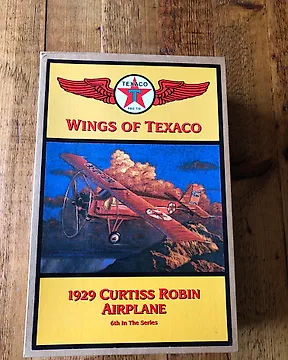 TEXACO
WINGS OF TEXACO
1929 CURTISS ROBIN
AIRPLANE
6th In The Series